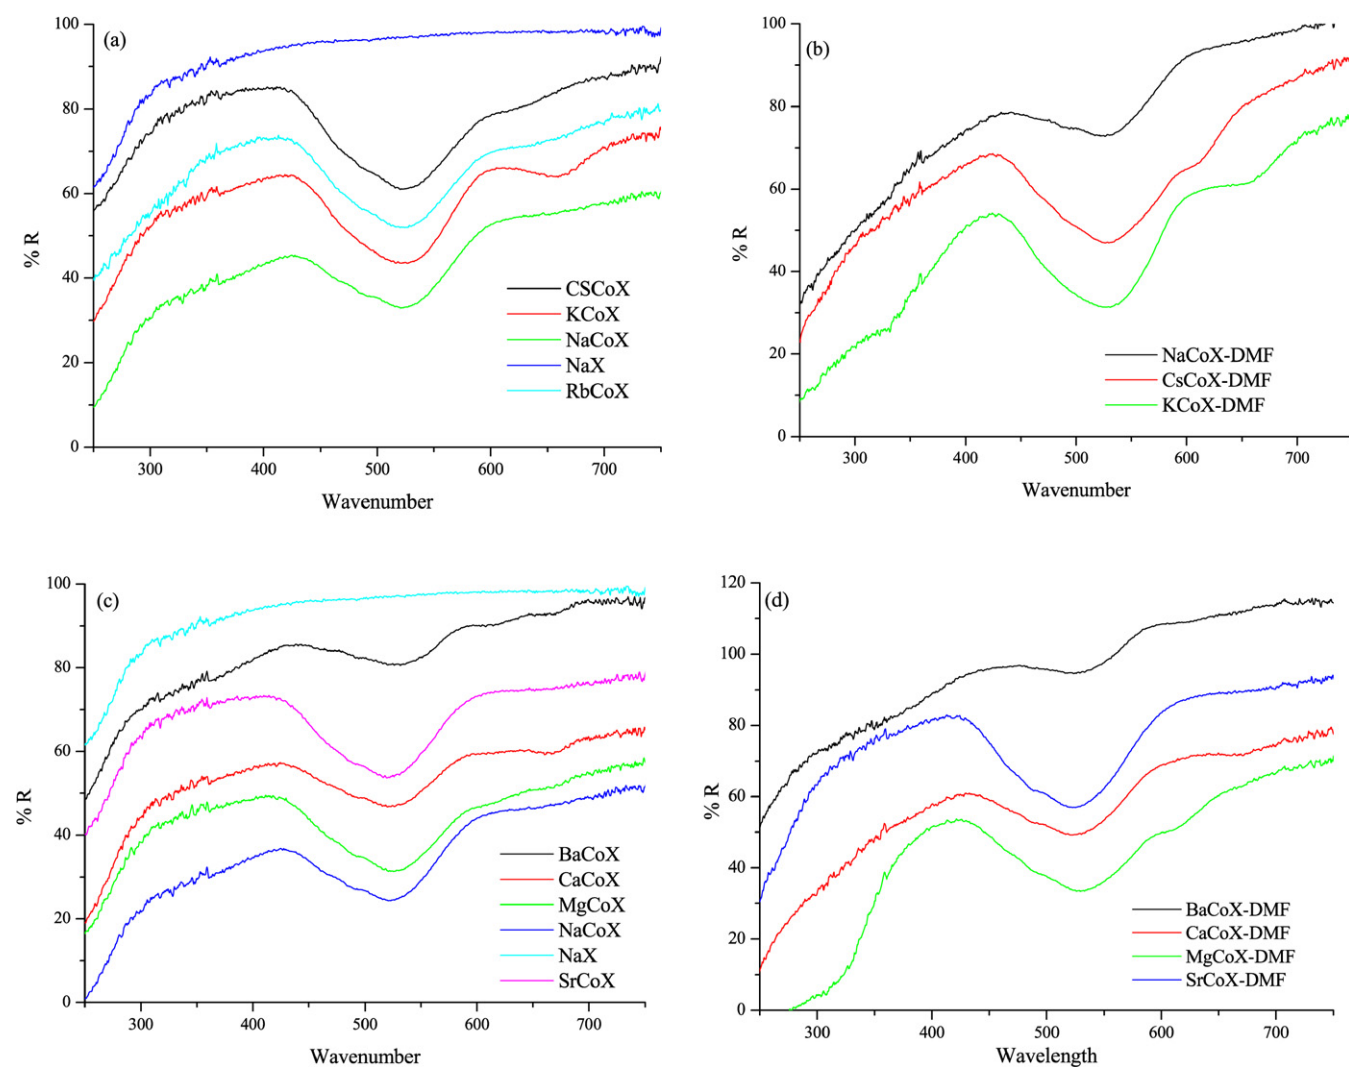 (a)
100
80
60
40
20
0
% R
300 400 500 600 700
Wavenumber
CSCoX
KCoX
NaCoX
NaX
RbCoX
(b)
100
80
60
40
20
0
% R
300 400 500 600 700
Wavenumber
NaCoX-DMF
CsCoX-DMF
KCoX-DMF
(c)
100
80
60
40
20
0
% R
300 400 500 600 700
Wavenumber
BaCoX
CaCoX
MgCoX
NaCoX
NaX
SrCoX
(d)
120
100
80
60
40
20
0
% R
300 400 500 600 700
Wavelength
BaCoX-DMF
CaCoX-DMF
MgCoX-DMF
SrCoX-DMF